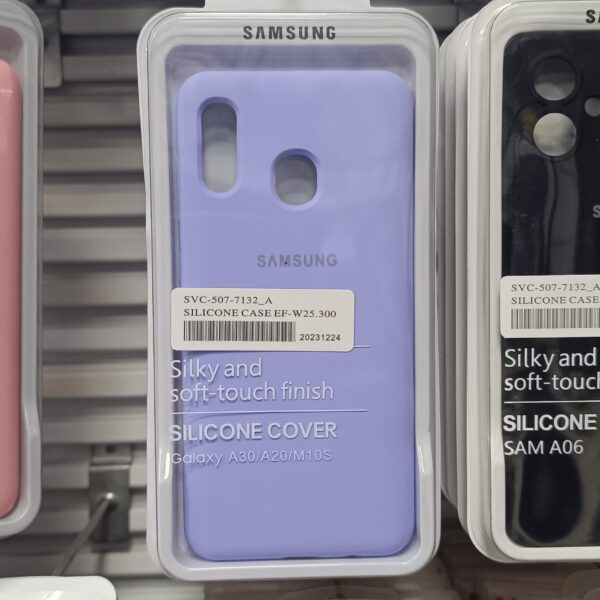 SAMSUNG
SAMSUNG
SVC-507-7132_A
SILICONE CASE EF-W25.300
20231224
Silky and
soft-touch finish
SILICONE COVER
Galaxy A30/A20/M10S
SVC-507-7132_A
SILICONE CASE
Silky and
soft-touch
SILICONE
SAM A06